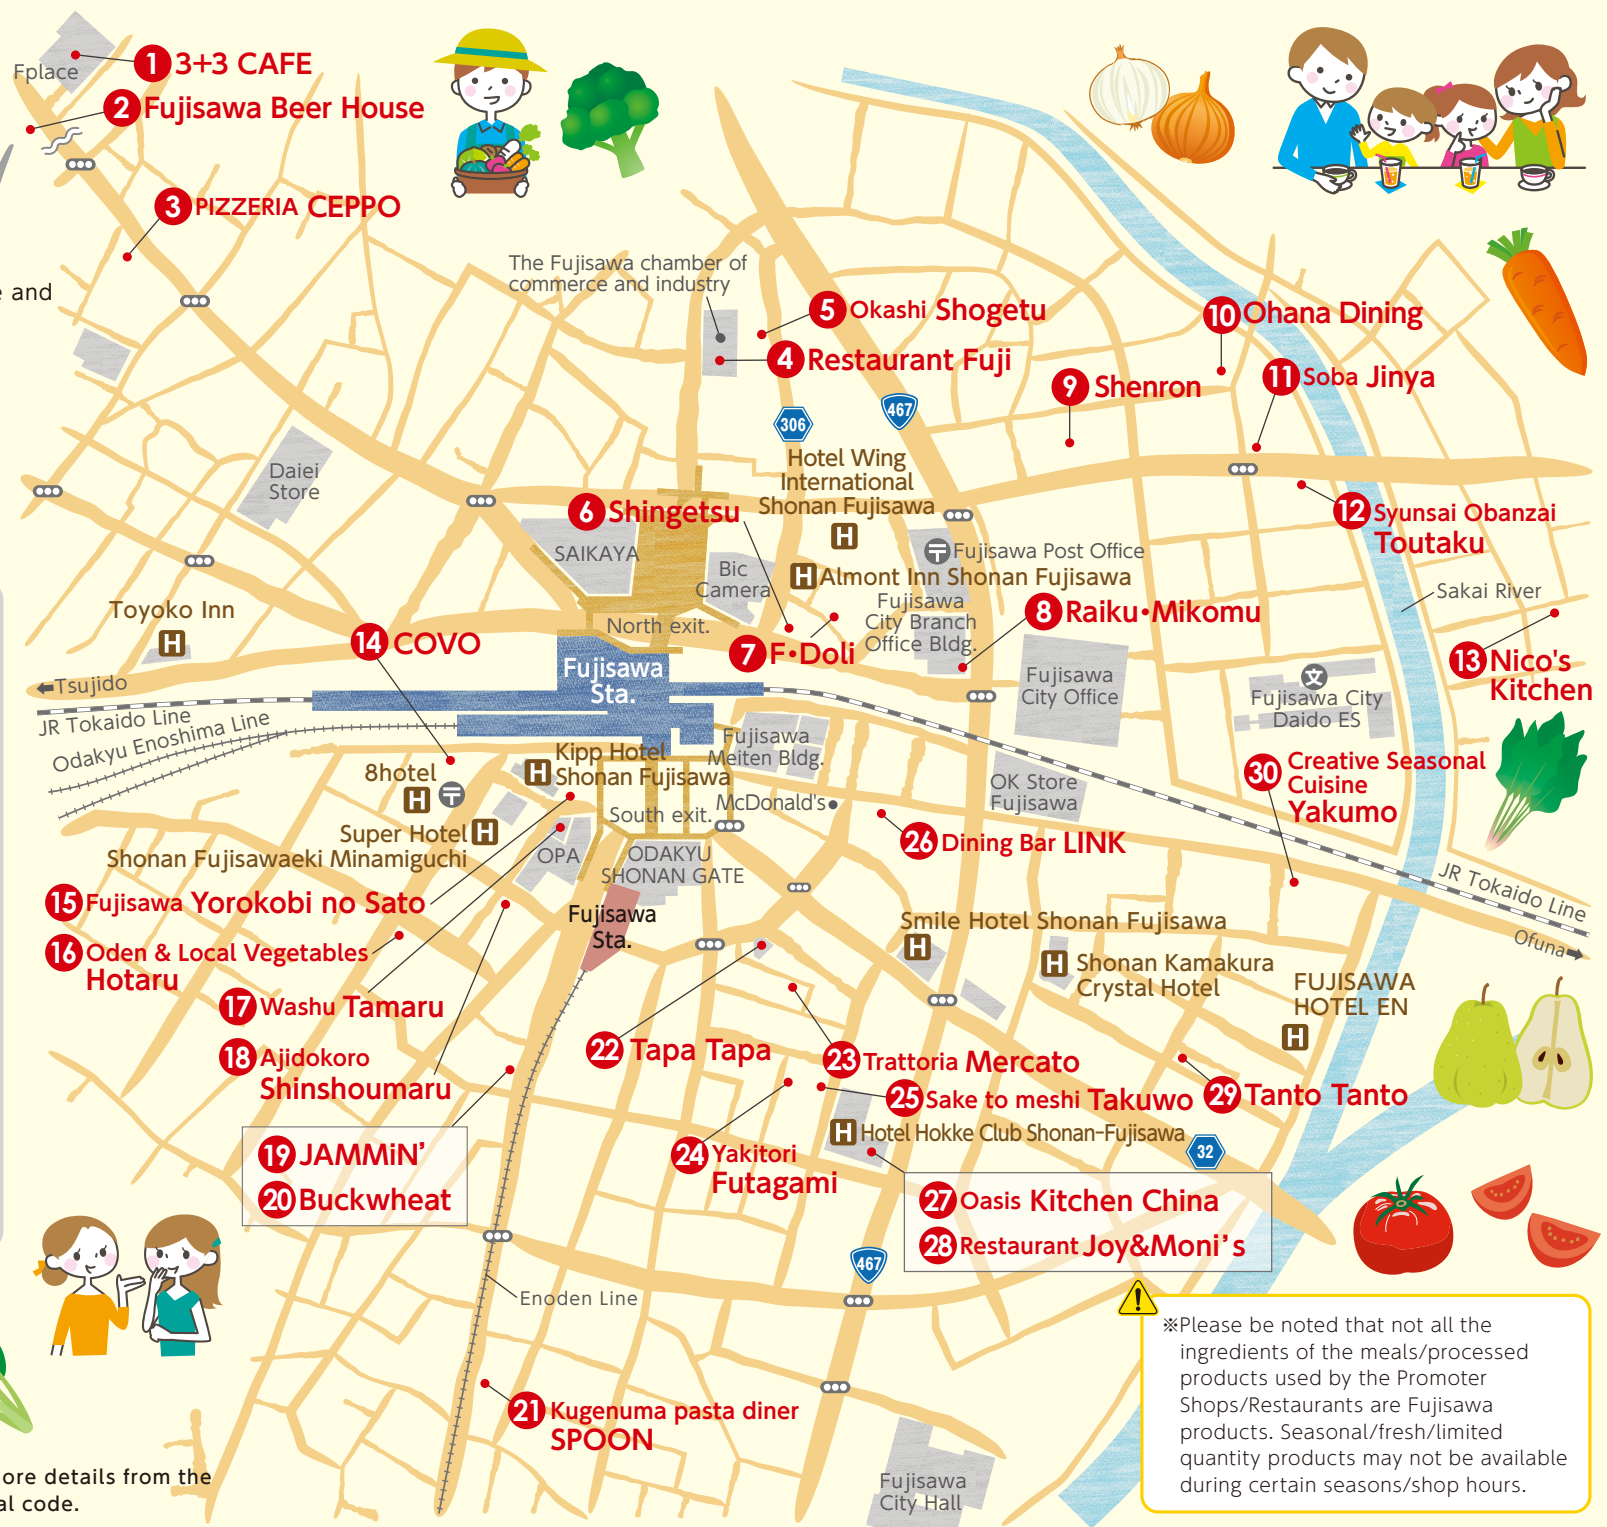 Fplace
1 3+3 CAFE
2 Fujisawa Beer House
3 PIZZERIA CEPPO
e and
The Fujisawa chamber of
commerce and industry
5 Okashi Shogetu
4 Restaurant Fuji
10 Ohana Dining
9 Shenron
11 Soba Jinya
306
467
Hotel Wing
International
Shonan Fujisawa
H
Daiei
Store
6 Shingetsu
SAIKAYA
Bic
Camera
12 Syunsai Obanzai
Toutaku
〒 Fujisawa Post Office
H Almont Inn Shonan Fujisawa
Fujisawa
City Branch
Office Bldg.
Sakai River
Toyoko Inn
H
North exit.
14 COVO
7 F・Doli
8 Raiku・Mikomu
13 Nico's
Kitchen
Fujisawa
Sta.
Fujisawa
City Office
文
Fujisawa City
Daido ES
←Tsujido
JR Tokaido Line
Odakyu Enoshima Line
Fujisawa
Meiten Bldg.
Kipp Hotel
H Shonan Fujisawa
8hotel
H 〒
South exit.
McDonald's
OK Store
Fujisawa
30 Creative Seasonal
Cuisine
Yakumo
Super Hotel H
Shonan Fujisawaeki Minamiguchi
OPA
ODAKYU
SHONAN GATE
26 Dining Bar LINK
JR Tokaido Line
Ofuna→
15 Fujisawa Yorokobi no Sato
Fujisawa
Sta.
16 Oden & Local Vegetables
Hotaru
Smile Hotel Shonan Fujisawa
H
H Shonan Kamakura
Crystal Hotel
FUJISAWA
HOTEL EN
H
17 Washu Tamaru
18 Ajidokoro
Shinshoumaru
22 Tapa Tapa
23 Trattoria Mercato
25 Sake to meshi Takuwo
29 Tanto Tanto
H Hotel Hokke Club Shonan-Fujisawa
32
19 JAMMiN'
20 Buckwheat
24 Yakitori
Futagami
27 Oasis Kitchen China
28 Restaurant Joy&Moni's
467
Enoden Line
21 Kugenuma pasta diner
SPOON
Fujisawa
City Hall
!
※Please be noted that not all the
ingredients of the meals/processed
products used by the Promoter
Shops/Restaurants are Fujisawa
products. Seasonal/fresh/limited
quantity products may not be available
during certain seasons/shop hours.
ore details from the
al code.